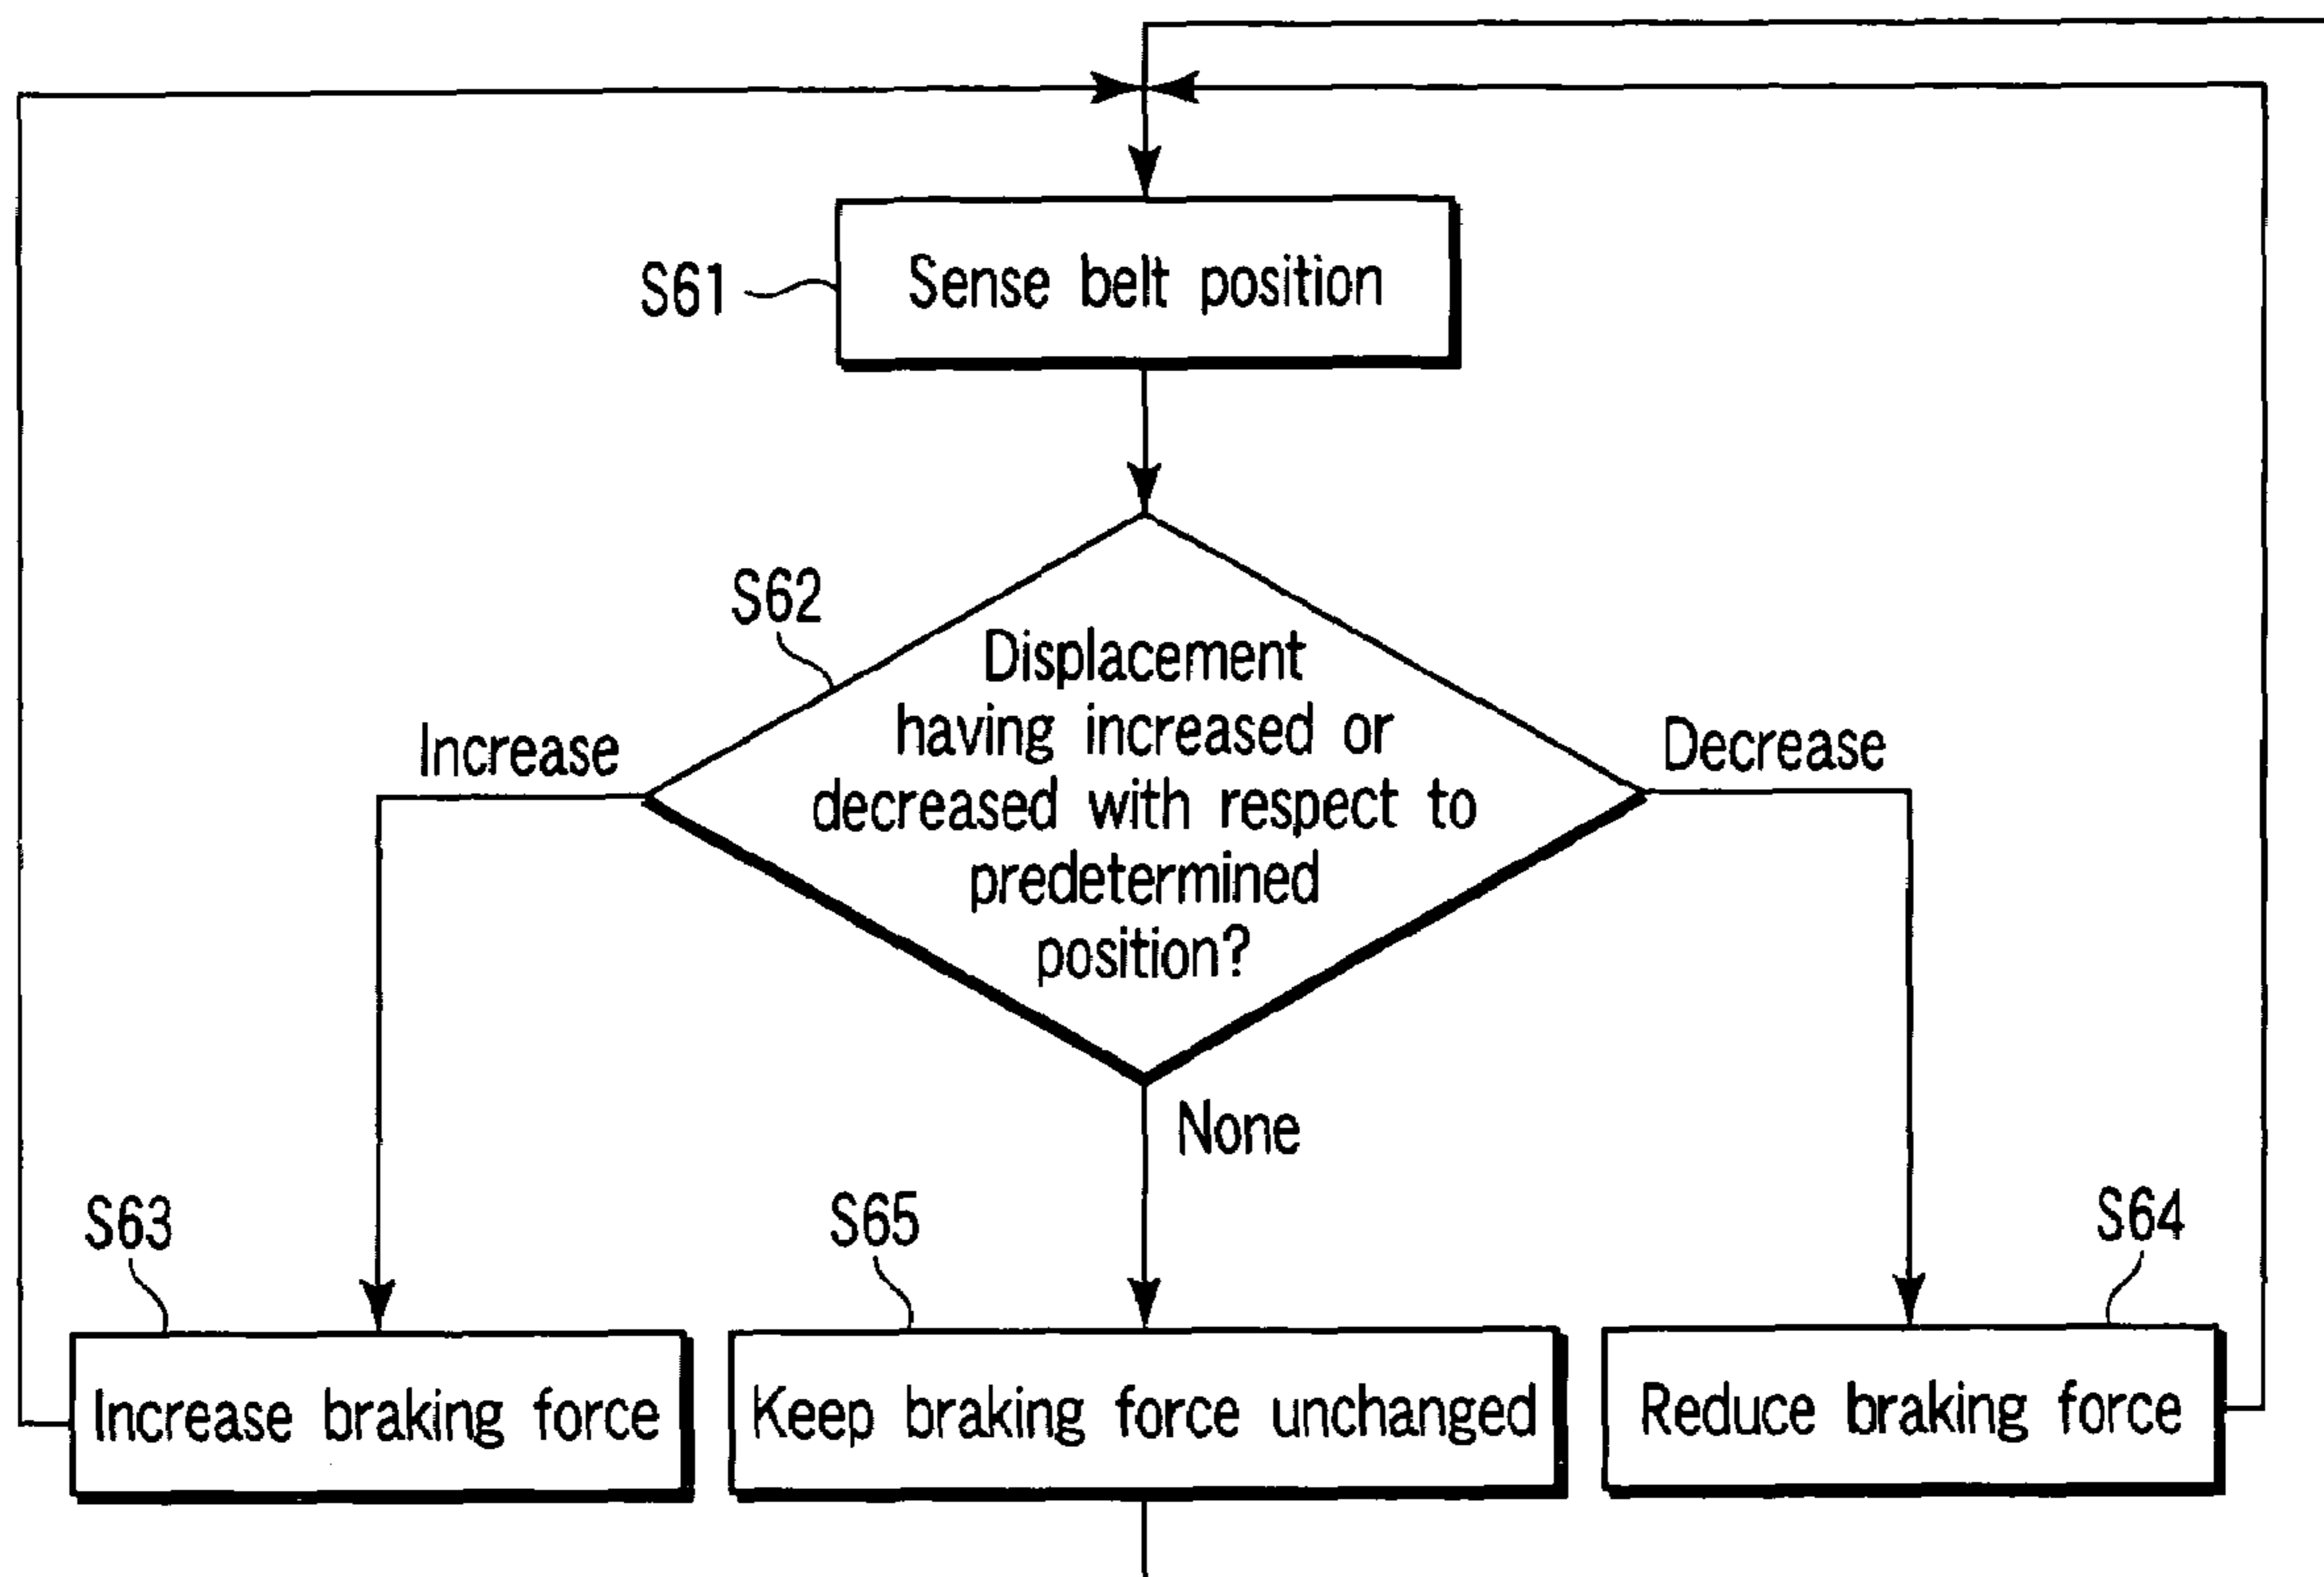 S61
Sense belt position
S62
Displacement
having increased or
decreased with respect to
predetermined
position?
Increase
Decrease
None
S63
S65
S64
Increase braking force
Keep braking force unchanged
Reduce braking force